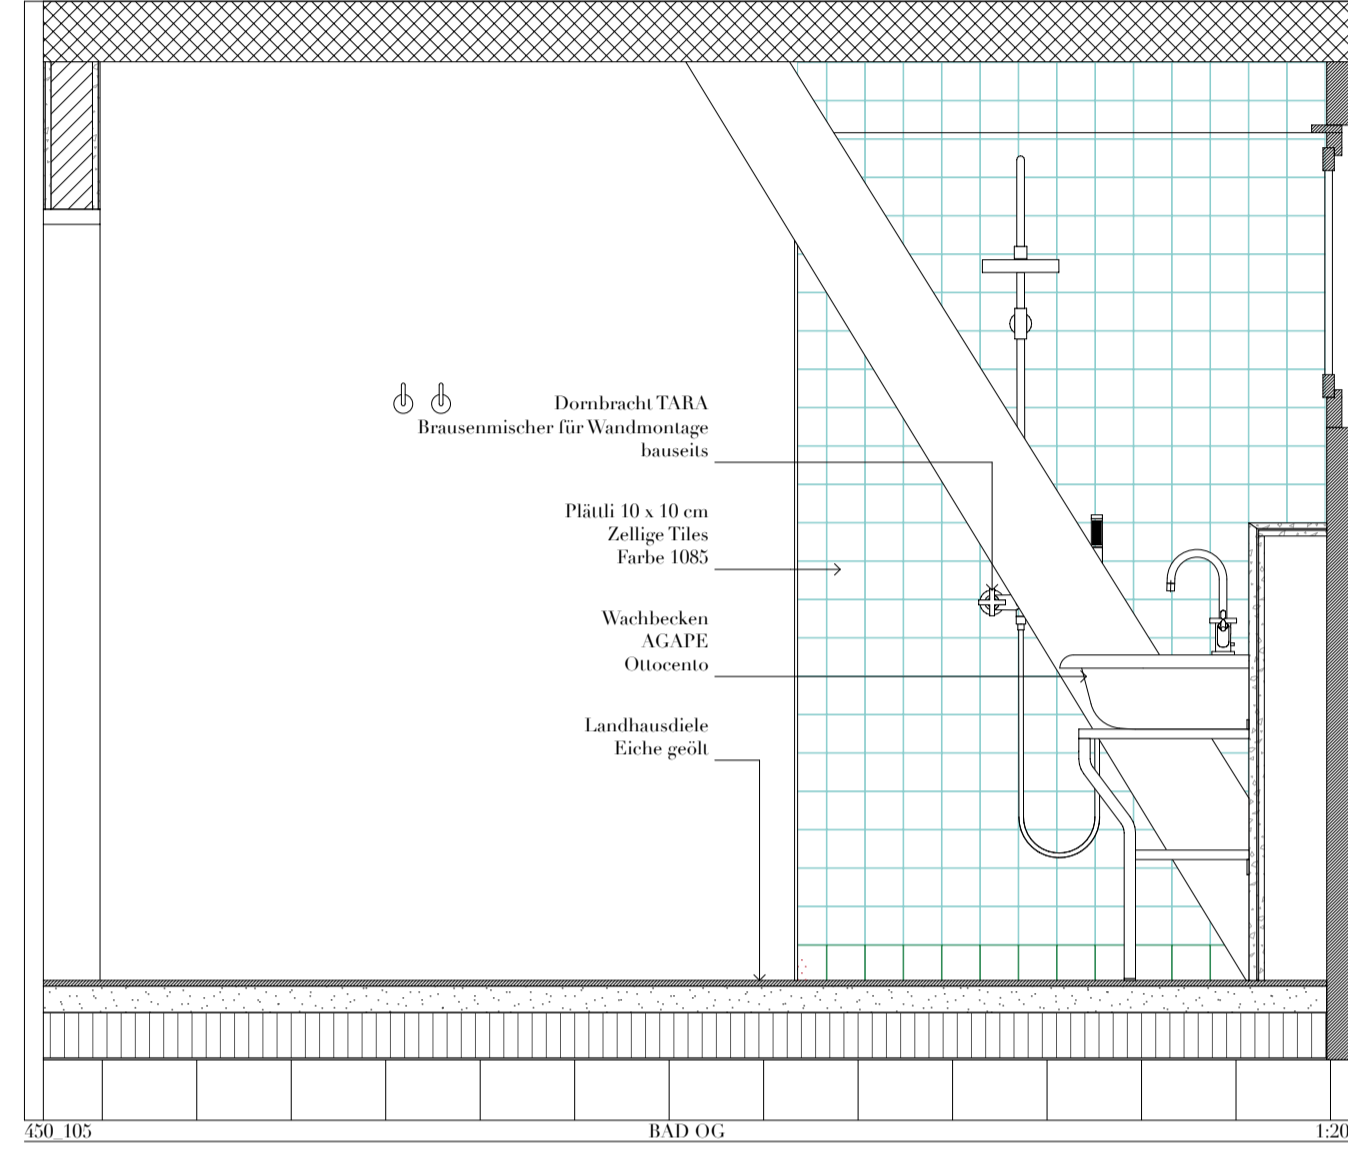 Dornbracht TARA
Brausenmischer für Wandmontage
bauseits
Plättli 10 x 10 cm
Zellige Tiles
Farbe 1085
Wachbecken
AGAPE
Ottocento
Landhausdiele
Eiche geölt
450_105 BAD OG 1:20